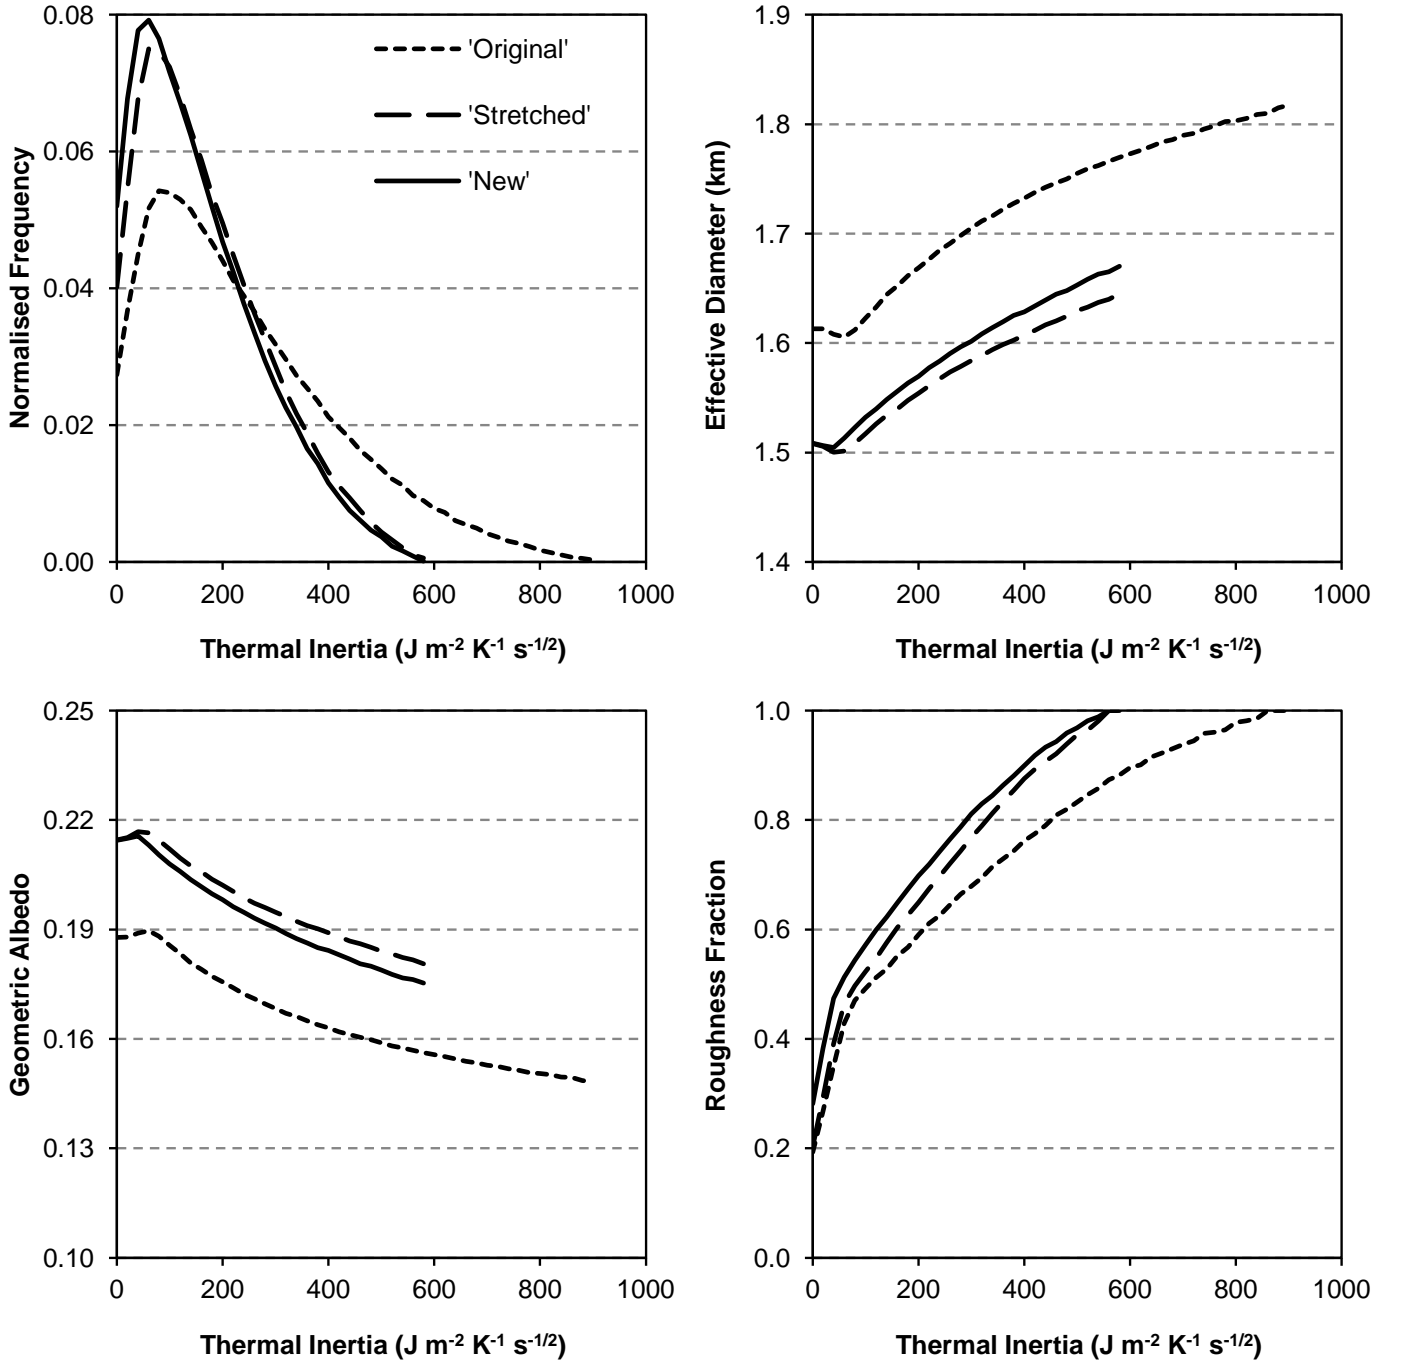 0.08
0.06
0.04
0.02
0.00
Normalised Frequency
'Original'
'Stretched'
'New'
0 200 400 600 800 1000
Thermal Inertia (J m-2 K-1 s-1/2)
1.9
1.8
1.7
1.6
1.5
1.4
Effective Diameter (km)
0 200 400 600 800 1000
Thermal Inertia (J m-2 K-1 s-1/2)
0.25
0.22
0.19
0.16
0.13
0.10
Geometric Albedo
0 200 400 600 800 1000
Thermal Inertia (J m-2 K-1 s-1/2)
1.0
0.8
0.6
0.4
0.2
0.0
Roughness Fraction
0 200 400 600 800 1000
Thermal Inertia (J m-2 K-1 s-1/2)